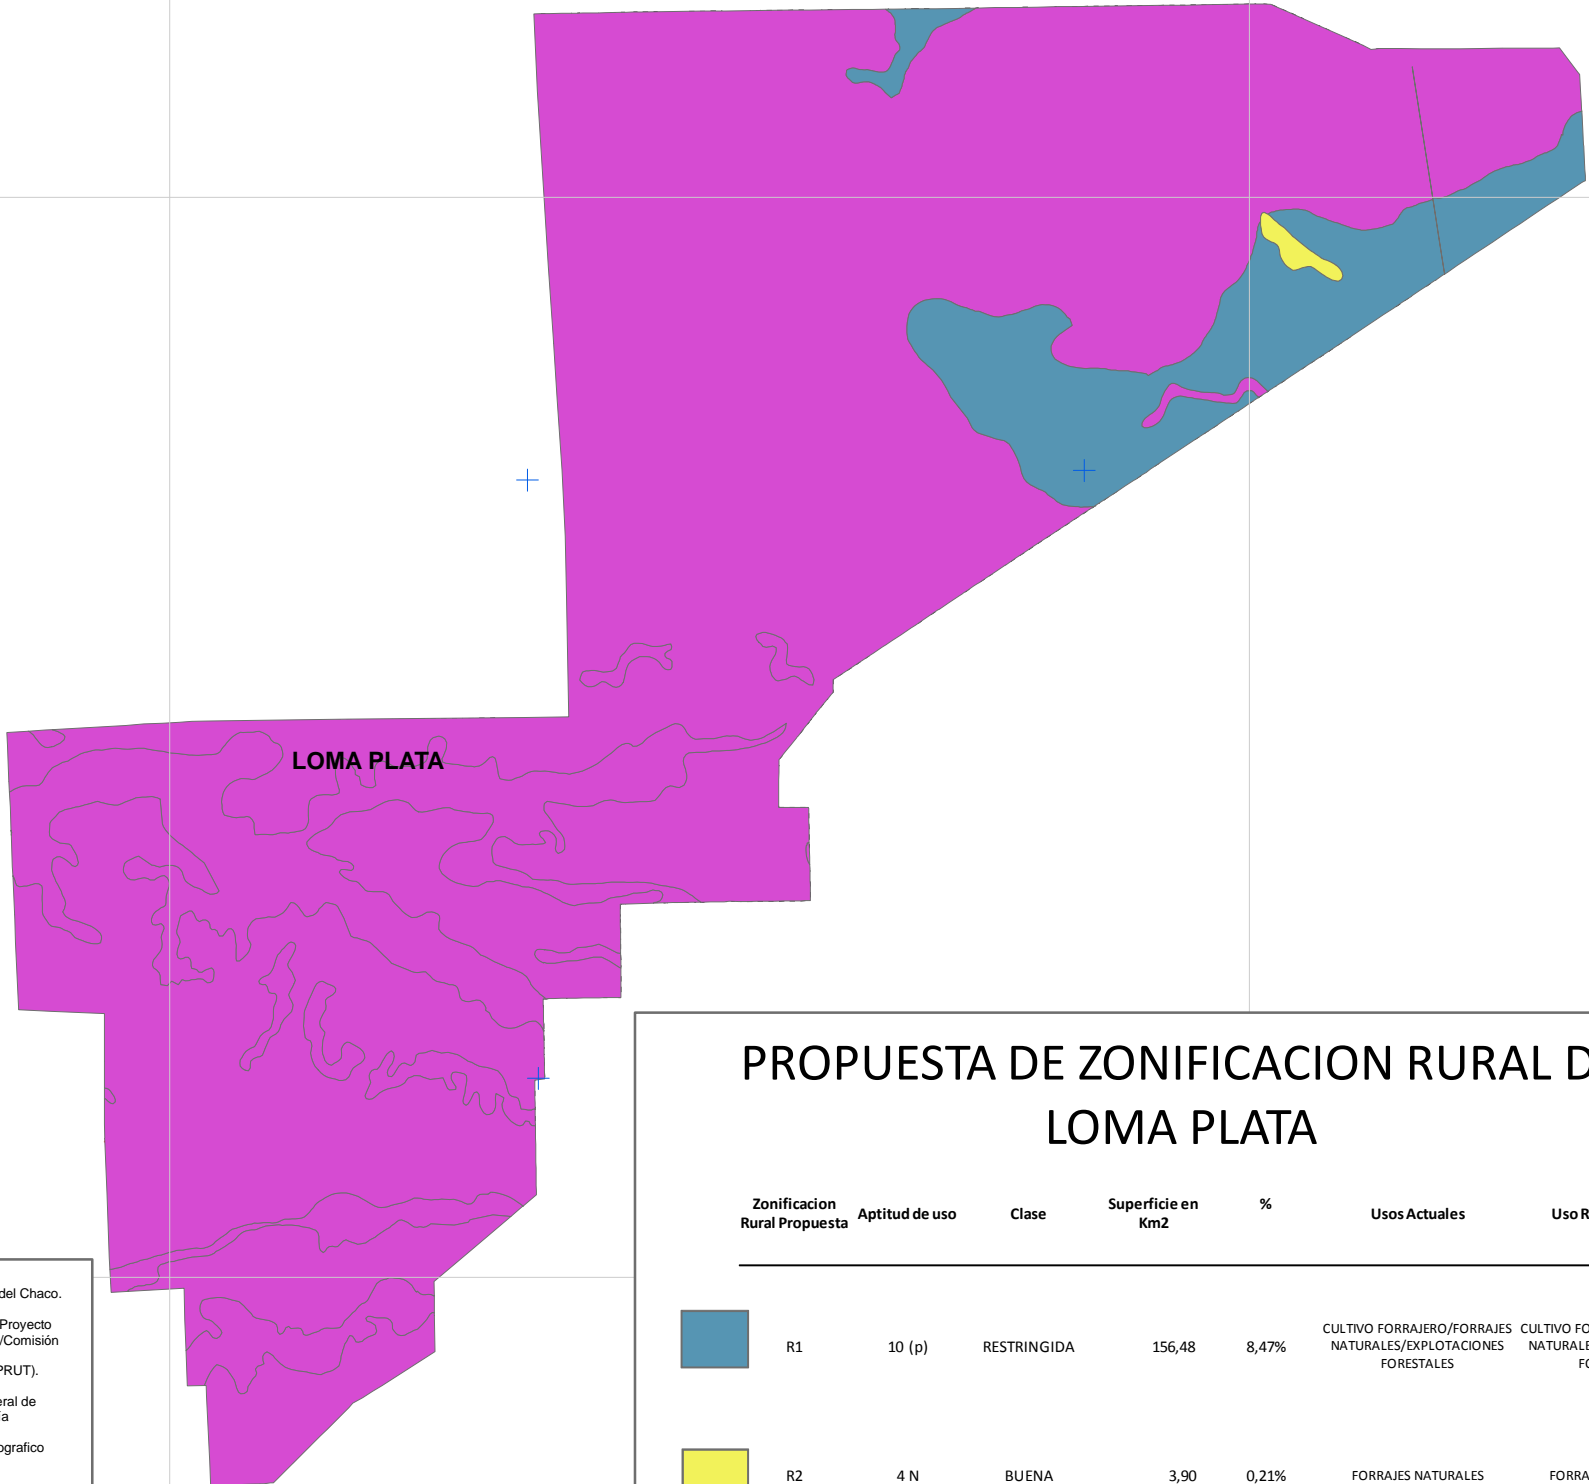 LOMA PLATA
PROPUESTA DE ZONIFICACION RURAL D
LOMA PLATA
Zonificacion Rural Propuesta Aptitud de uso Clase Superficie en Km2 % Usos Actuales Uso R
R1 10 (p) RESTRINGIDA 156,48 8,47% CULTIVO FORRAJERO/FORRAJES NATURALES/EXPLOTACIONES FORESTALES CULTIVO FO NATURALE FO
R2 4 N BUENA 3,90 0,21% FORRAJES NATURALES FORRA
del Chaco.
Proyecto
/Comisión
PRUT).
eral de
ía
ografico